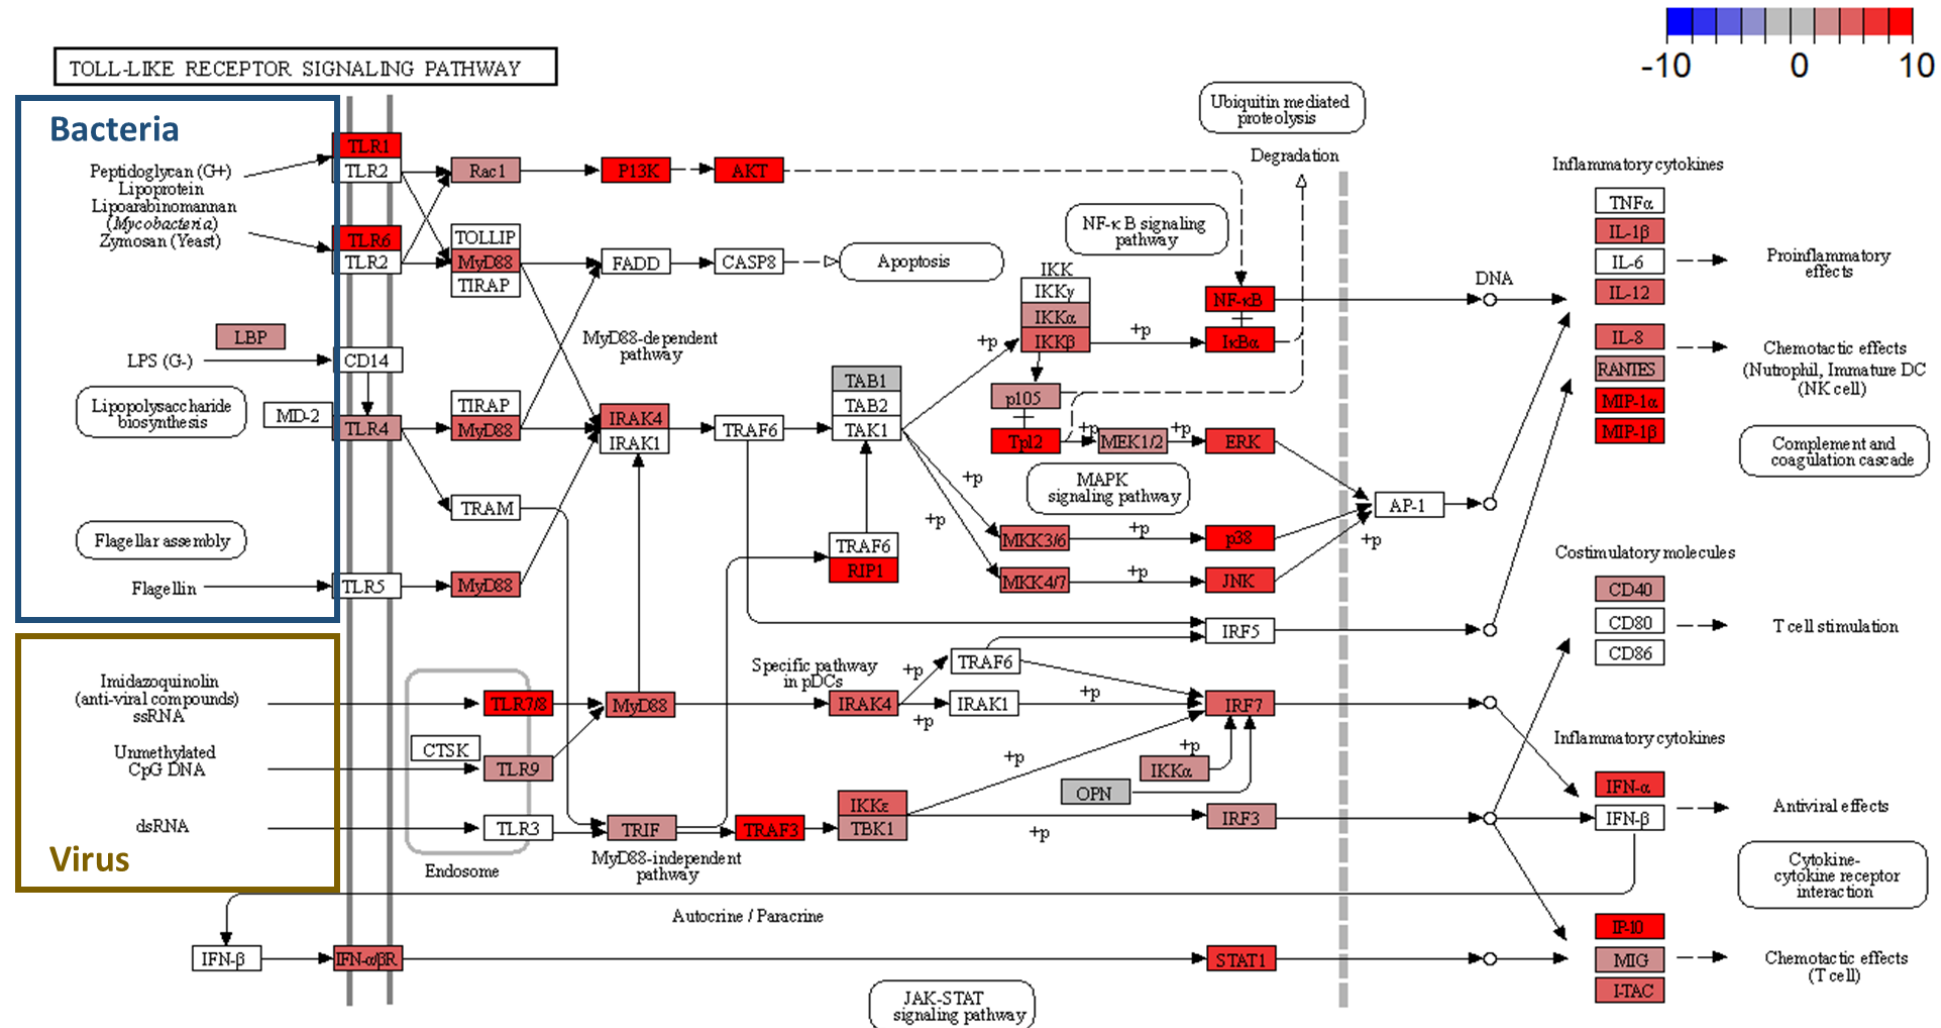 -10 0 10
TOLL-LIKE RECEPTOR SIGNALING PATHWAY
Bacteria
Peptidoglycan (G+)
Lipoprotein
Lipoarabinomannan
(Mycobacteria)
Zymosan (Yeast)
LBP
LPS (G-)
Lipopolysaccharide
biosynthesis
MD-2
Flagellar assembly
Flagellin
TLR1
TLR2
TLR6
TLR2
CD14
TLR4
TLR5
Rac1
P13K
AKT
TOLLIP
MyD88
TIRAP
FADD
CASP8
Apoptosis
MyD88-dependent
pathway
TIRAP
MyD88
IRAK4
IRAK1
TRAF6
TRAM
MyD88
TAB1
TAB2
TAK1
TRAF6
RIP1
Ubiquitin mediated
proteolysis
Degradation
NF-κB signaling
pathway
IKK
IKKγ
IKKα
IKKβ
+p
+p
NF-κB
IκBα
p105
Tpl2
+p
MEK1/2
+p
ERK
MAPK
signaling pathway
+p
MKK3/6
+p
p38
+p
MKK4/7
+p
JNK
+p
AP-1
DNA
IRF5
Inflammatory cytokines
TNFα
IL-1β
IL-6
IL-12
Proinflammatory
effects
IL-8
RANTES
MIP-1α
MIP-1β
Chemotactic effects
(Nutrophil, Immature DC
(NK cell)
Complement and
coagulation cascade
Costimulatory molecules
CD40
CD80
CD86
T cell stimulation
Virus
Imidazoquinolin
(anti-viral compounds)
ssRNA
Unmethylated
CpG DNA
dsRNA
TLR7/8
CTSK
TLR9
TLR3
Endosome
MyD88
Specific pathway
in pDCs
IRAK4
+p
TRAF6
+p
IRAK1
+p
IRF7
+p
+p
IKKα
OPN
TRIF
TRAF3
IKKε
TBK1
+p
IRF3
MyD88-independent
pathway
Inflammatory cytokines
IFN-α
IFN-β
Antiviral effects
Cytokine-
cytokine receptor
interaction
Autocrine / Paracrine
IFN-β
IFN-α/βR
STAT1
JAK-STAT
signaling pathway
IP-10
MIG
I-TAC
Chemotactic effects
(T cell)